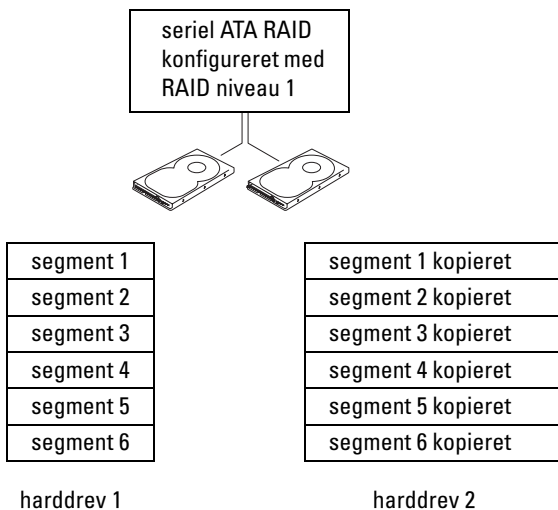 seriel ATA RAID
konfigureret med
RAID niveau 1
segment 1
segment 2
segment 3
segment 4
segment 5
segment 6
segment 1 kopieret
segment 2 kopieret
segment 3 kopieret
segment 4 kopieret
segment 5 kopieret
segment 6 kopieret
harddrev 1
harddrev 2